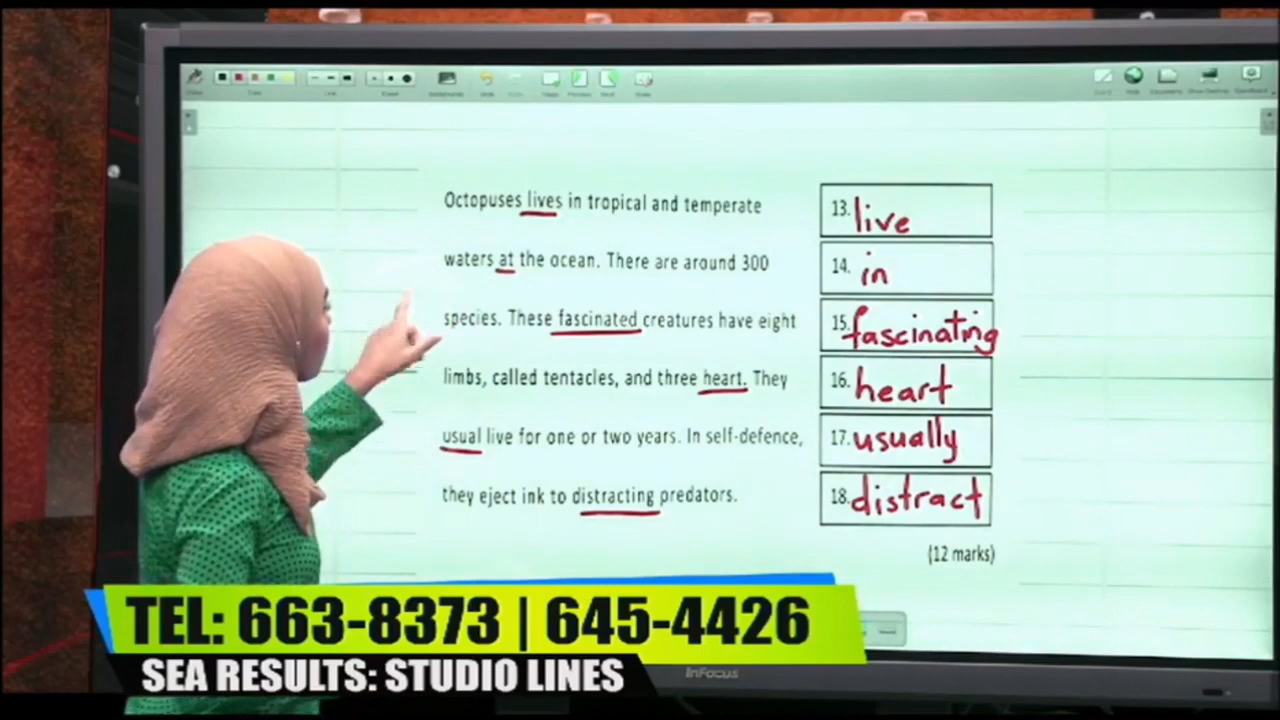 Octopuses lives in tropical and temperate
13. live
waters at the ocean. There are around 300
14. in
species. These fascinated creatures have eight
15. fascinating
limbs, called tentacles, and three heart. They
16. heart
usual live for one or two years. In self-defence,
17. usually
they eject ink to distracting predators.
18. distract
(12 marks)
TEL: 663-8373 | 645-4426
SEA RESULTS: STUDIO LINES
InFocus